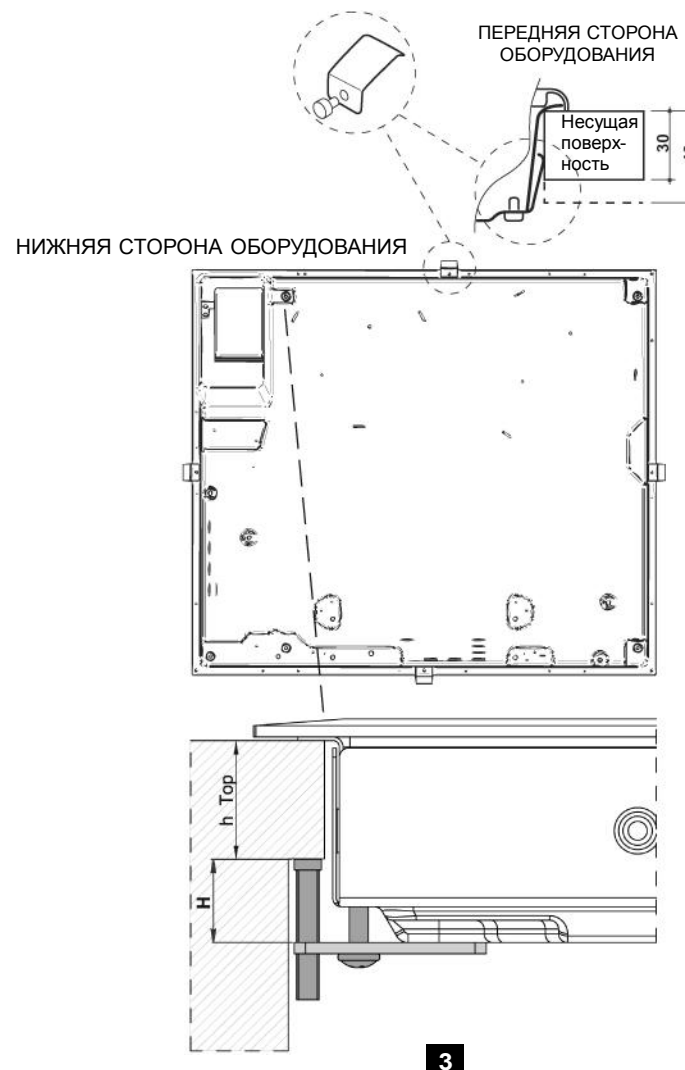 ПЕРЕДНЯЯ СТОРОНА
ОБОРУДОВАНИЯ
Несущая
поверх-
ность
30
НИЖНЯЯ СТОРОНА ОБОРУДОВАНИЯ
h Top
H
3